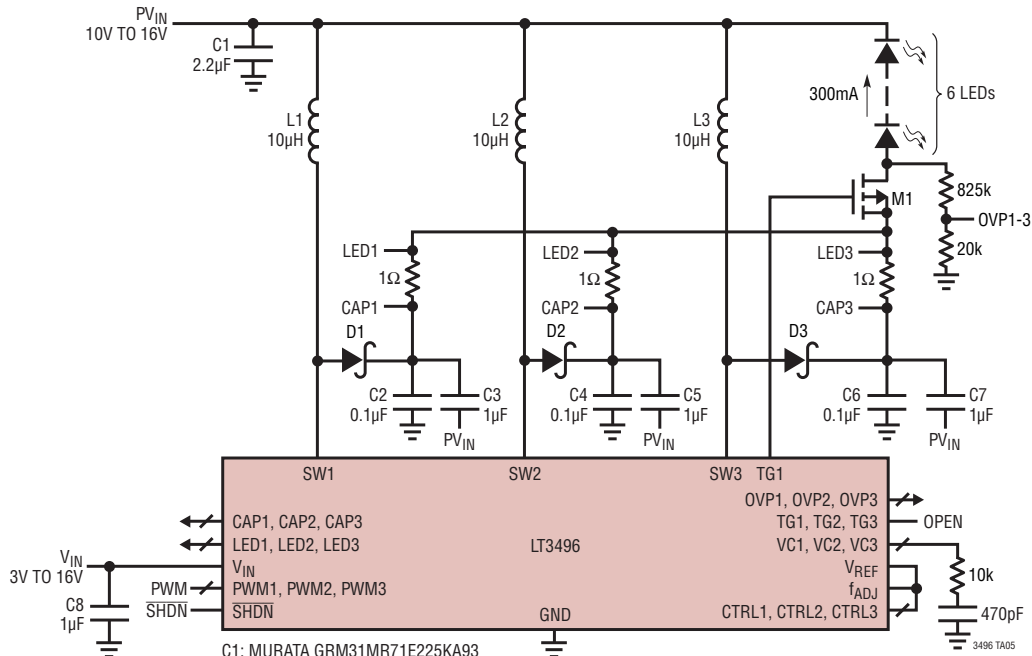 PVIN
10V TO 16V
C1
2.2µF
L1
10µH
L2
10µH
L3
10µH
300mA
6 LEDs
M1
825k
OVP1-3
20k
LED1
1Ω
CAP1
LED2
1Ω
CAP2
LED3
1Ω
CAP3
D1
D2
D3
C2
0.1µF
C3
1µF
PVIN
C4
0.1µF
C5
1µF
PVIN
C6
0.1µF
C7
1µF
PVIN
SW1
SW2
SW3
TG1
CAP1, CAP2, CAP3
LED1, LED2, LED3
VIN
PWM1, PWM2, PWM3
SHDN
LT3496
GND
OVP1, OVP2, OVP3
TG1, TG2, TG3
VC1, VC2, VC3
VREF
fADJ
CTRL1, CTRL2, CTRL3
OPEN
VIN
3V TO 16V
C8
1µF
PWM
SHDN
10k
470pF
3496 TA05
C1: MURATA GRM31MR71E225KA93